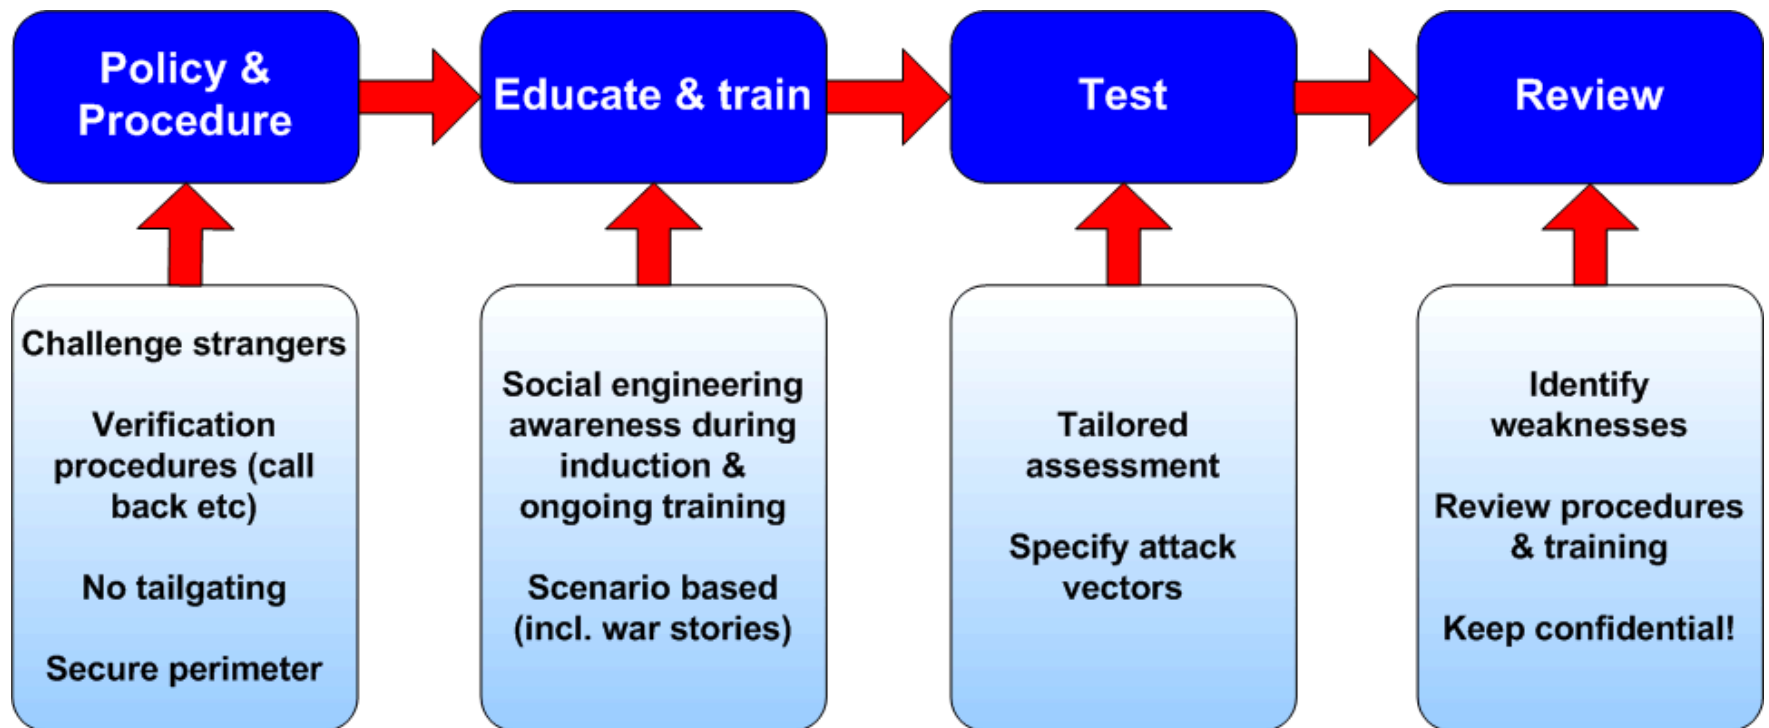 Policy &
Procedure
Educate & train
Test
Review
Challenge strangers
Verification
procedures (call
back etc)
No tailgating
Secure perimeter
Social engineering
awareness during
induction &
ongoing training
Scenario based
(incl. war stories)
Tailored
assessment
Specify attack
vectors
Identify
weaknesses
Review procedures
& training
Keep confidential!